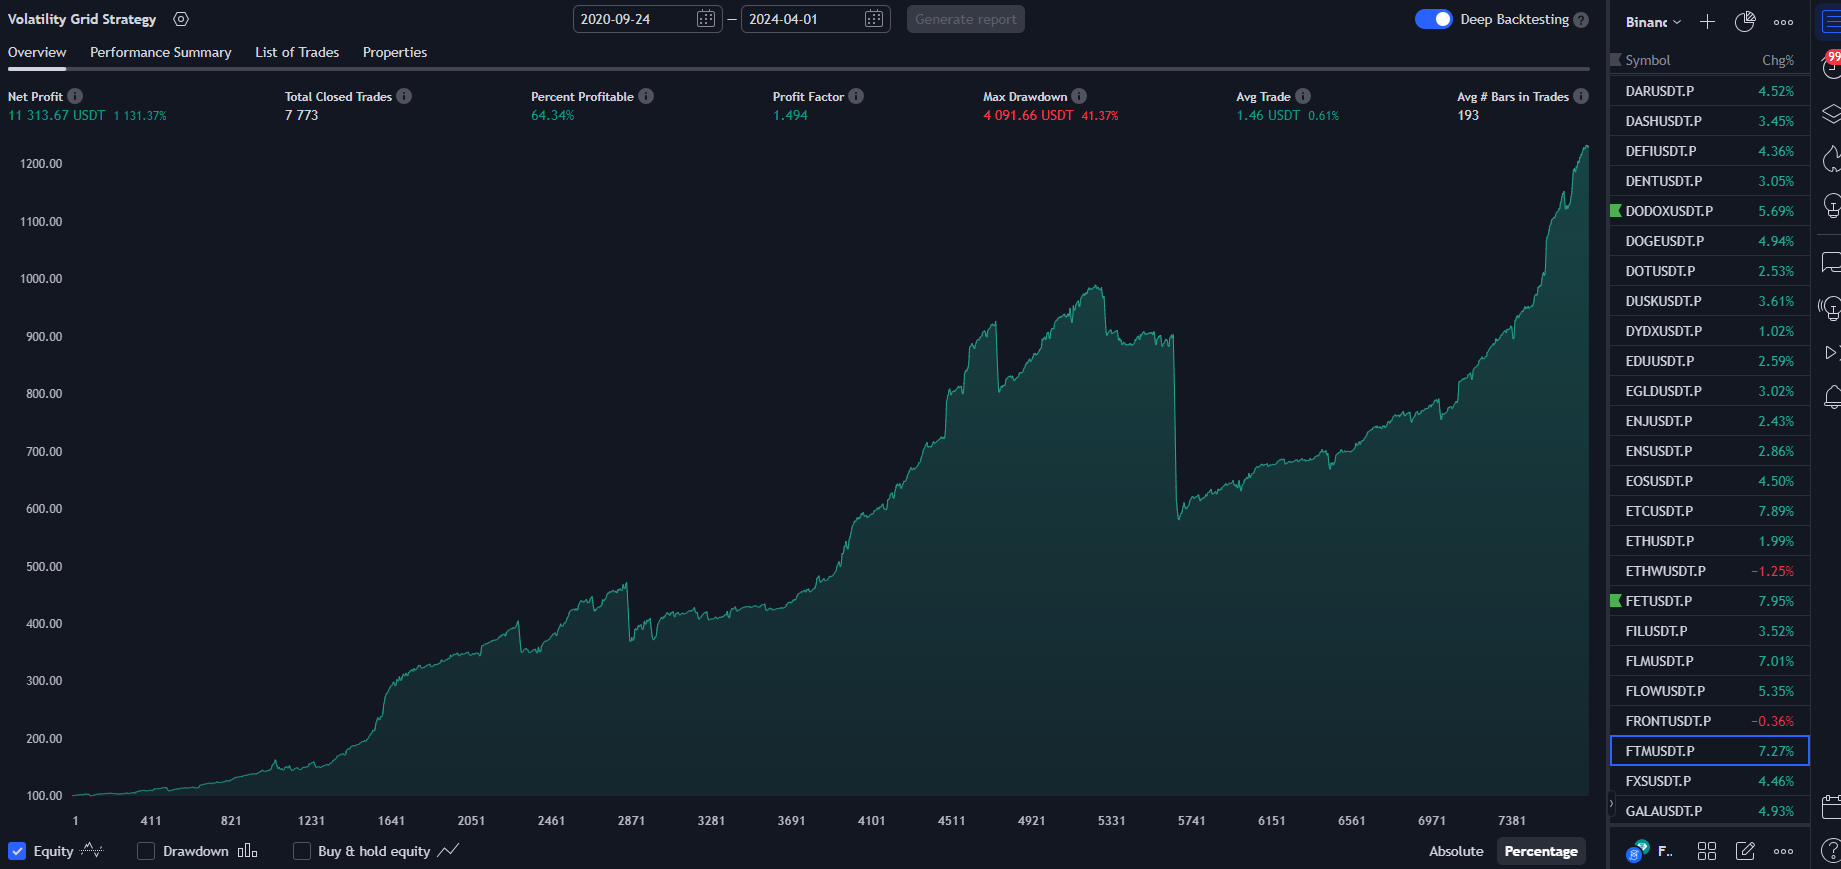 Volatility Grid Strategy
2020-09-24 — 2024-04-01
Generate report
Deep Backtesting
Overview Performance Summary List of Trades Properties
Net Profit
11 313.67 USDT 1 131.37%
Total Closed Trades
7 773
Percent Profitable
64.34%
Profit Factor
1.494
Max Drawdown
4 091.66 USDT 41.37%
Avg Trade
1.46 USDT 0.61%
Avg # Bars in Trades
193
1200.00
1100.00
1000.00
900.00
800.00
700.00
600.00
500.00
400.00
300.00
200.00
100.00
1 411 821 1231 1641 2051 2461 2871 3281 3691 4101 4511 4921 5331 5741 6151 6561 6971 7381
Equity Drawdown Buy & hold equity
Absolute Percentage
Binanc
Symbol Chg%
DARUSDT.P 4.52%
DASHUSDT.P 3.45%
DEFIUSDT.P 4.36%
DENTUSDT.P 3.05%
DODOXUSDT.P 5.69%
DOGEUSDT.P 4.94%
DOTUSDT.P 2.53%
DUSKUSDT.P 3.61%
DYDXUSDT.P 1.02%
EDUUSDT.P 2.59%
EGLDUSDT.P 3.02%
ENJUSDT.P 2.43%
ENSUSDT.P 2.86%
EOSUSDT.P 4.50%
ETCUSDT.P 7.89%
ETHUSDT.P 1.99%
ETHWUSDT.P −1.25%
FETUSDT.P 7.95%
FILUSDT.P 3.52%
FLMUSDT.P 7.01%
FLOWUSDT.P 5.35%
FRONTUSDT.P −0.36%
FTMUSDT.P 7.27%
FXSUSDT.P 4.46%
GALAUSDT.P 4.93%
F..
99